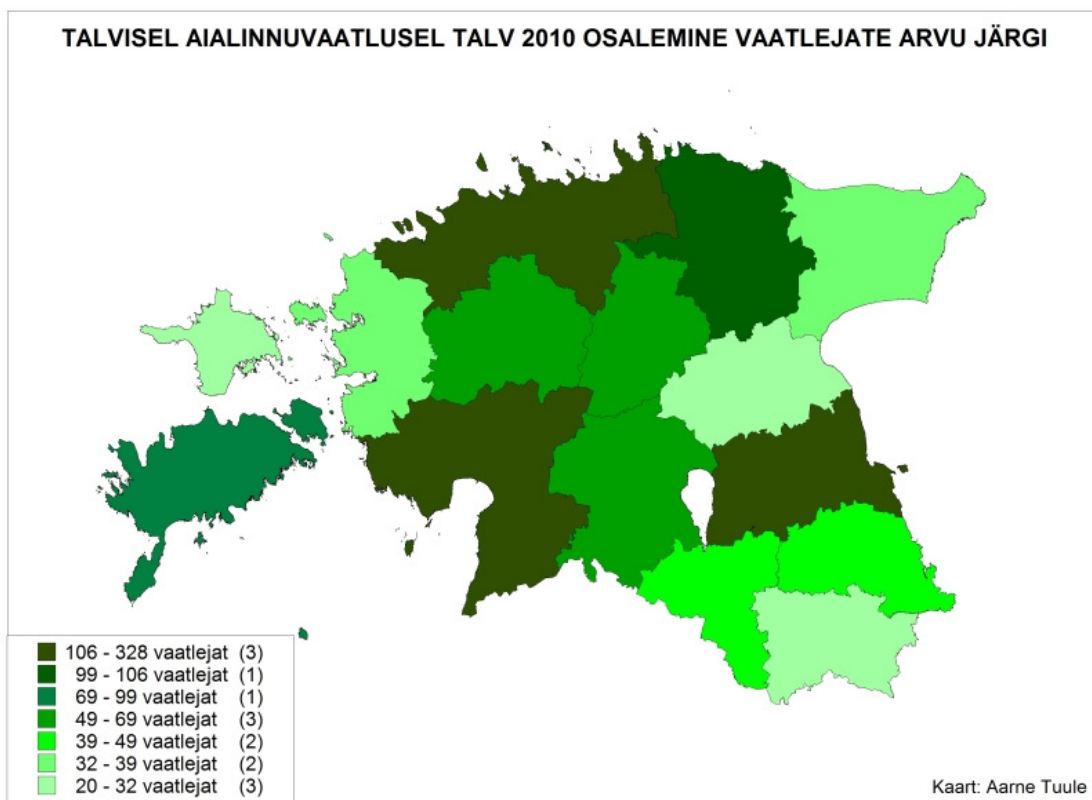 TALVISEL AIALINNUVAATLUSEL TALV 2010 OSALEMINE VAATLEJATE ARVU JÄRGI
106 - 328 vaatlejat (3)
99 - 106 vaatlejat (1)
69 - 99 vaatlejat (1)
49 - 69 vaatlejat (3)
39 - 49 vaatlejat (2)
32 - 39 vaatlejat (2)
20 - 32 vaatlejat (3)
Kaart: Aarne Tuule